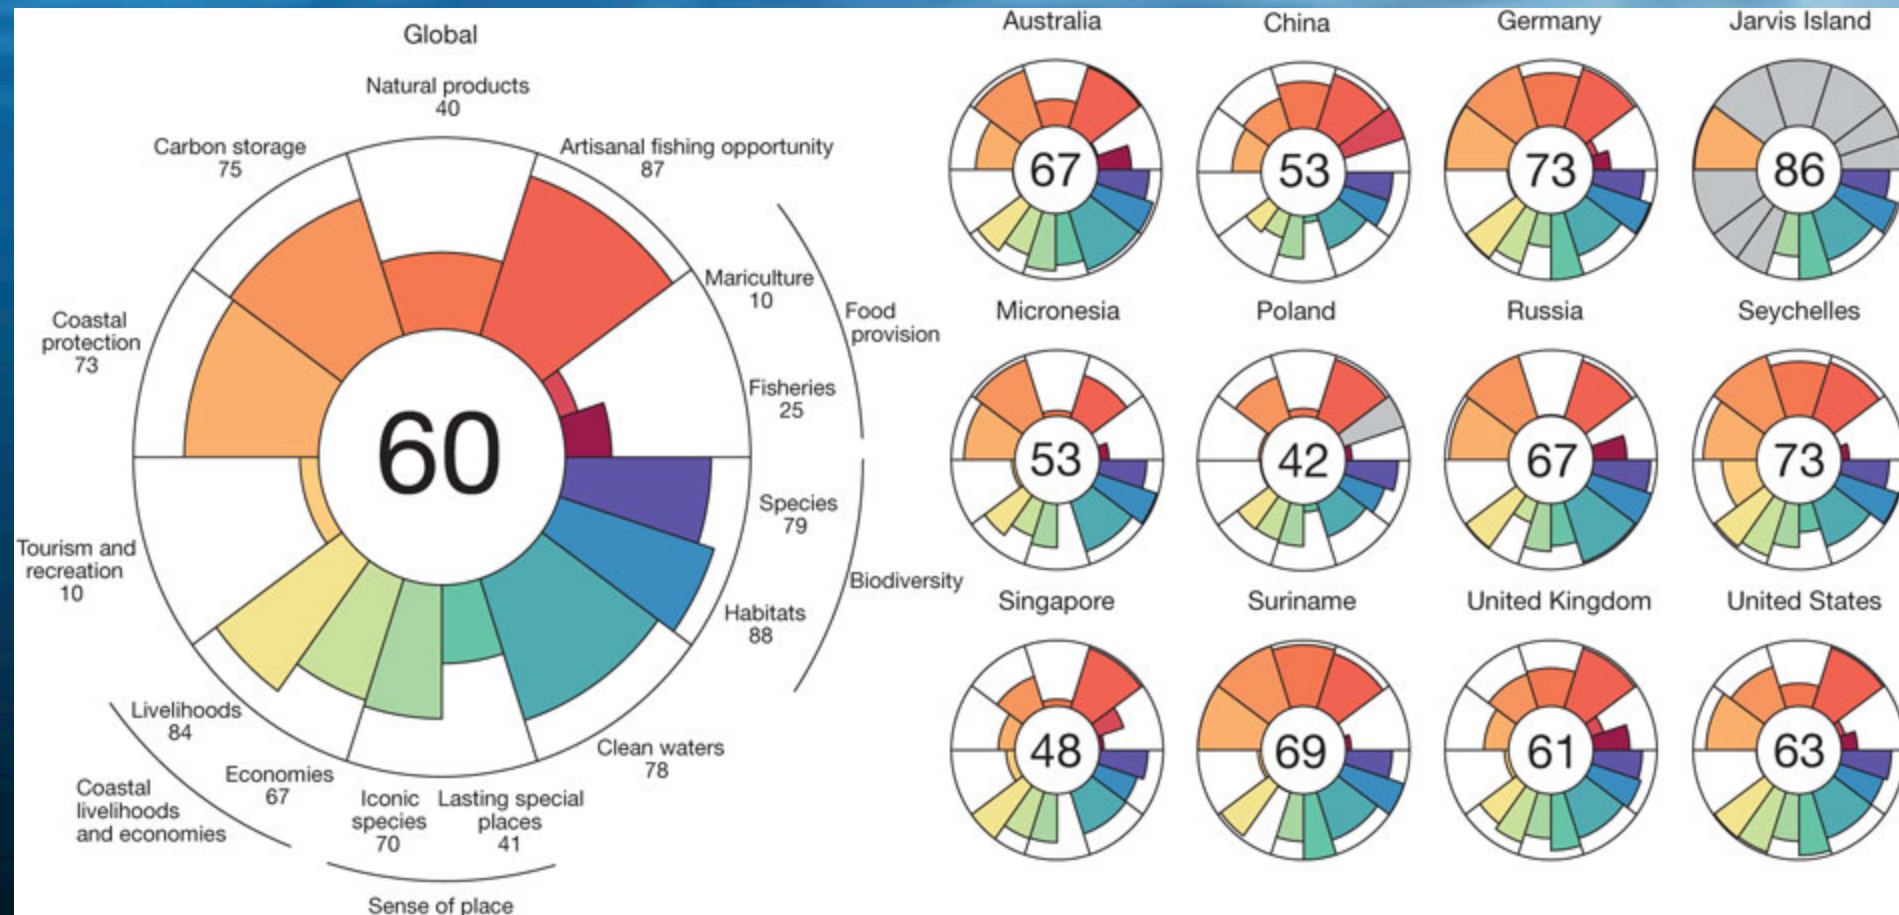 Global
Natural products
40
Carbon storage
75
Artisanal fishing opportunity
87
Mariculture
10
Food
provision
Coastal
protection
73
Fisheries
25
60
Species
79
Tourism and
recreation
10
Biodiversity
Habitats
88
Livelihoods
84
Clean waters
78
Economies
67
Coastal
livelihoods
and economies
Iconic
species
70
Lasting special
places
41
Sense of place
Australia
67
China
53
Germany
73
Jarvis Island
86
Micronesia
53
Poland
42
Russia
67
Seychelles
73
Singapore
48
Suriname
69
United Kingdom
61
United States
63